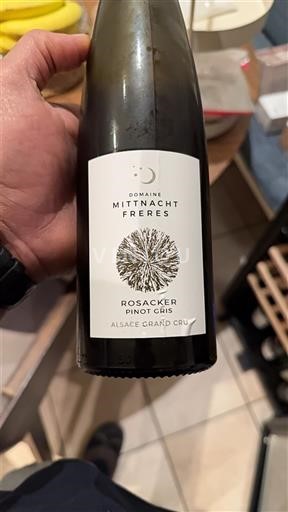 DOMAINE
MITTNACHT
FRERES
ROSACKER
PINOT GRIS
ALSACE GRAND CRU